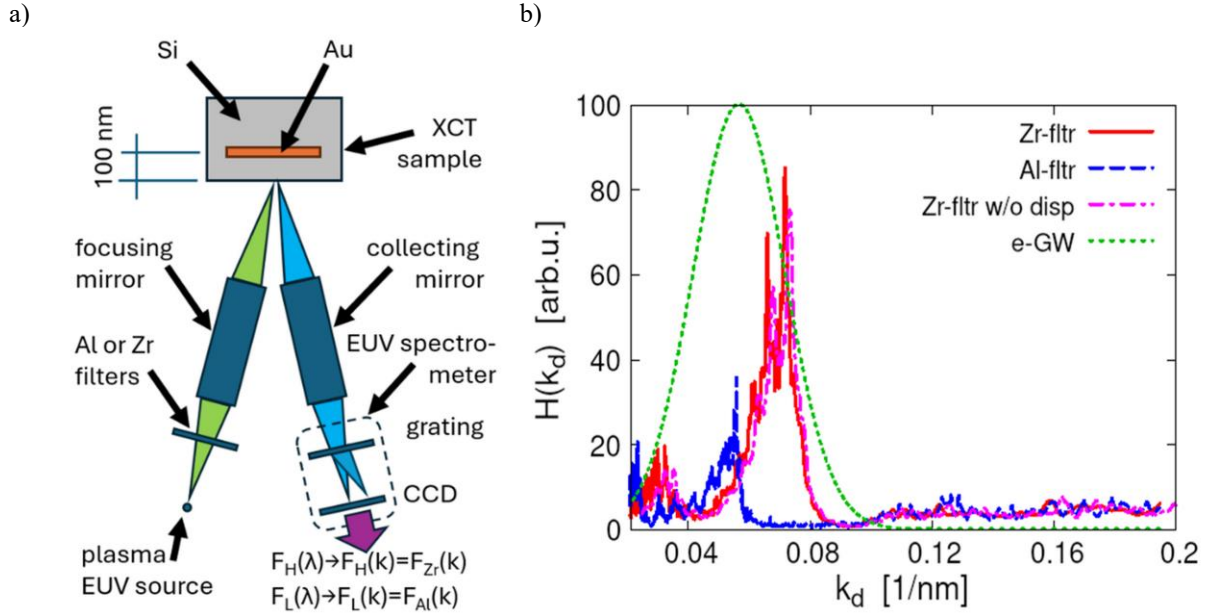 a)
Si
Au
100 nm
XCT
sample
focusing
mirror
collecting
mirror
Al or Zr
filters
EUV spectro-
meter
grating
CCD
plasma
EUV source
F_H(λ)→F_H(k)=F_Zr(k)
F_L(λ)→F_L(k)=F_Al(k)
b)
H(k_d) [arb.u.]
100
80
60
40
20
0
Zr-fltr
Al-fltr
Zr-fltr w/o disp
e-GW
0.04
0.08
0.12
0.16
0.2
k_d [1/nm]